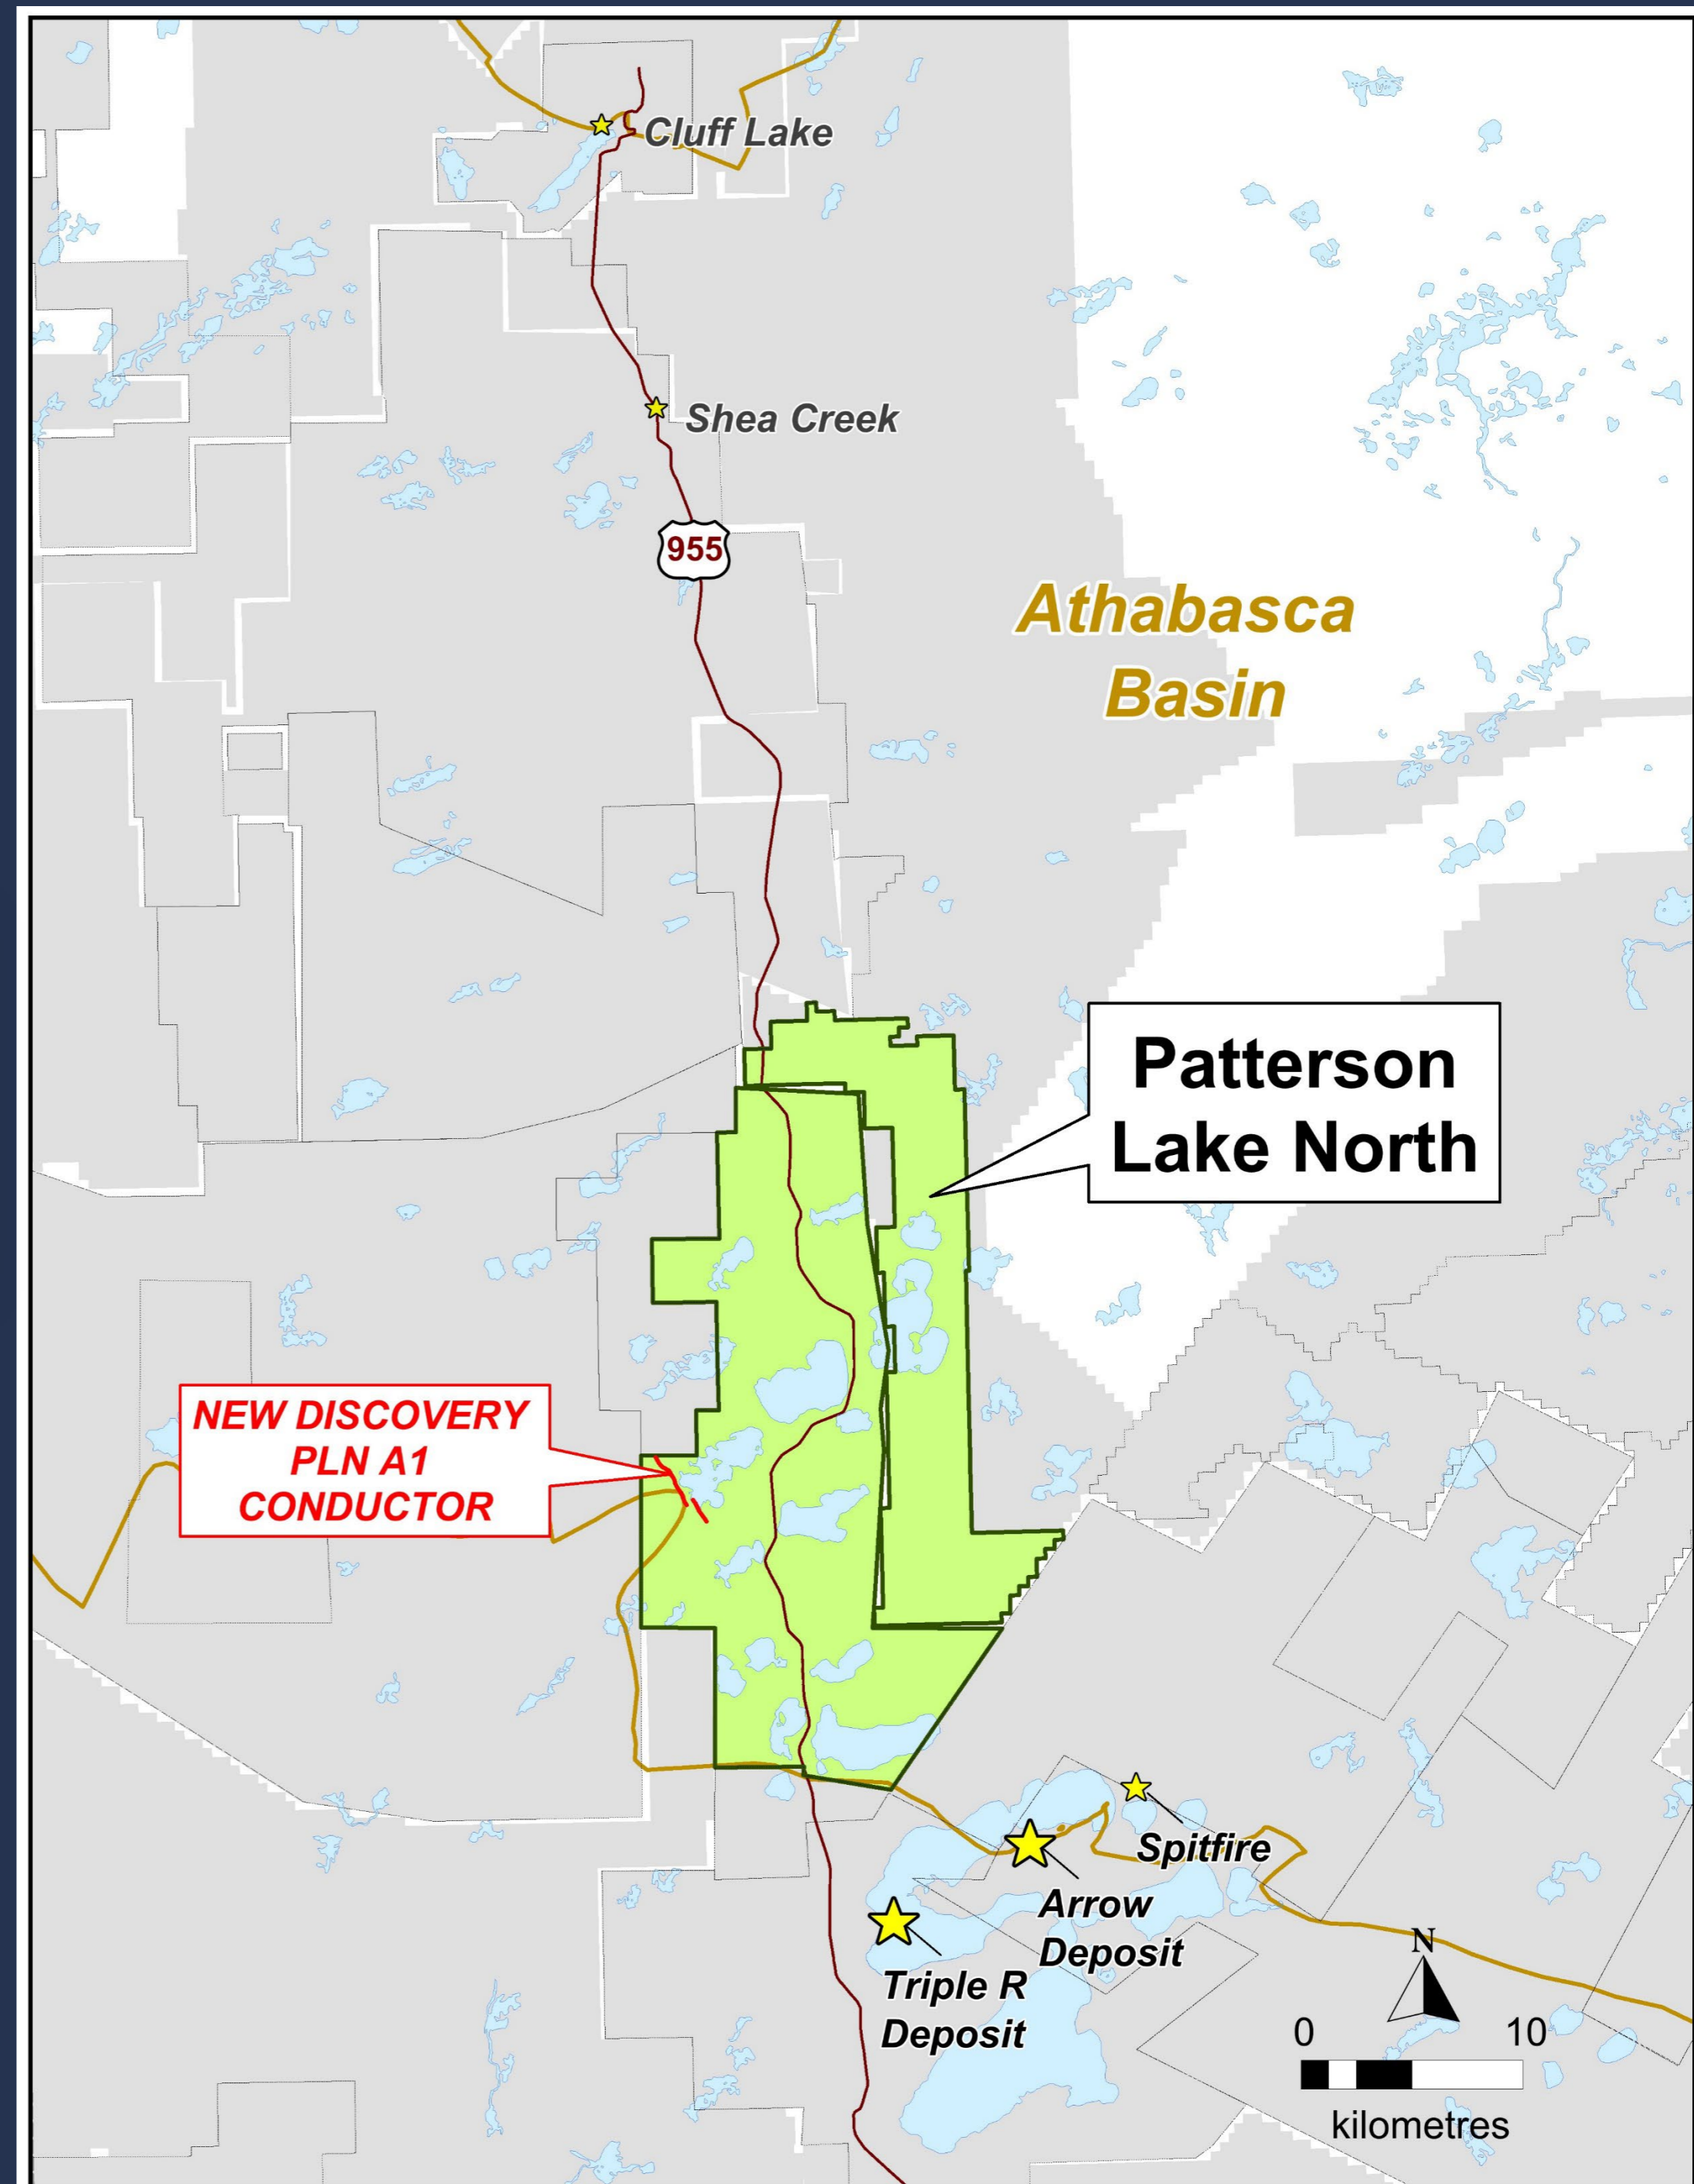 Cluff Lake
Shea Creek
955
Athabasca
Basin
Patterson
Lake North
NEW DISCOVERY
PLN A1
CONDUCTOR
Spitfire
Arrow
Deposit
Triple R
Deposit
N
0 10
kilometres